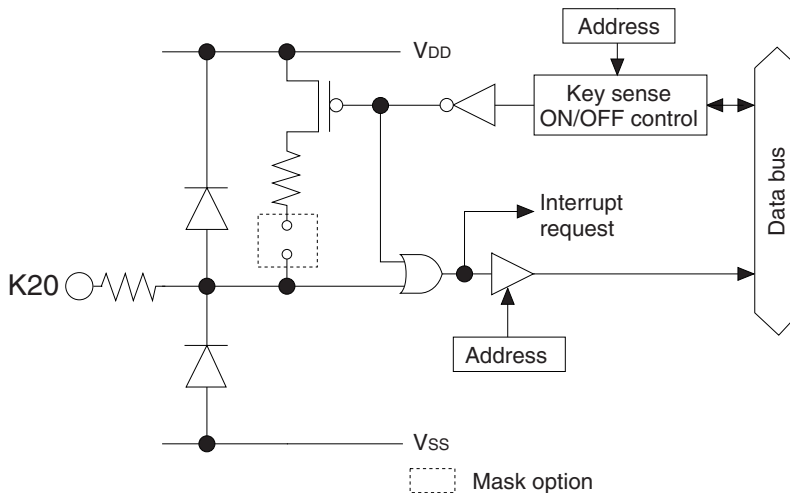 Address
VDD
Key sense
ON/OFF control
Data bus
Interrupt
request
K20
Address
VSS
Mask option